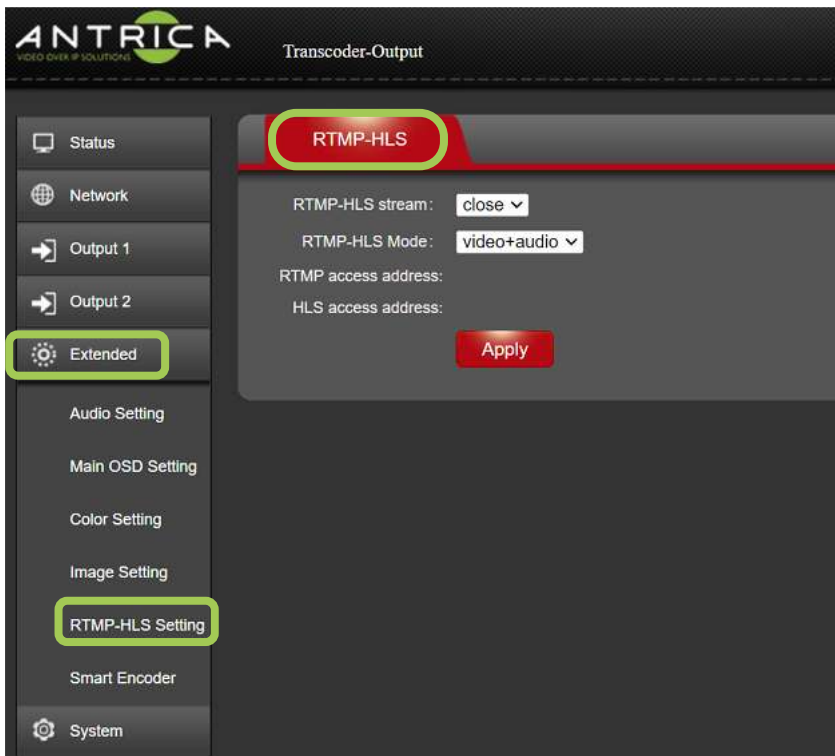 ANTRICA
VIDEO OVER IP SOLUTIONS
Transcoder-Output
Status
Network
Output 1
Output 2
Extended
Audio Setting
Main OSD Setting
Color Setting
Image Setting
RTMP-HLS Setting
Smart Encoder
System
RTMP-HLS
RTMP-HLS stream: close
RTMP-HLS Mode: video+audio
RTMP access address:
HLS access address:
Apply